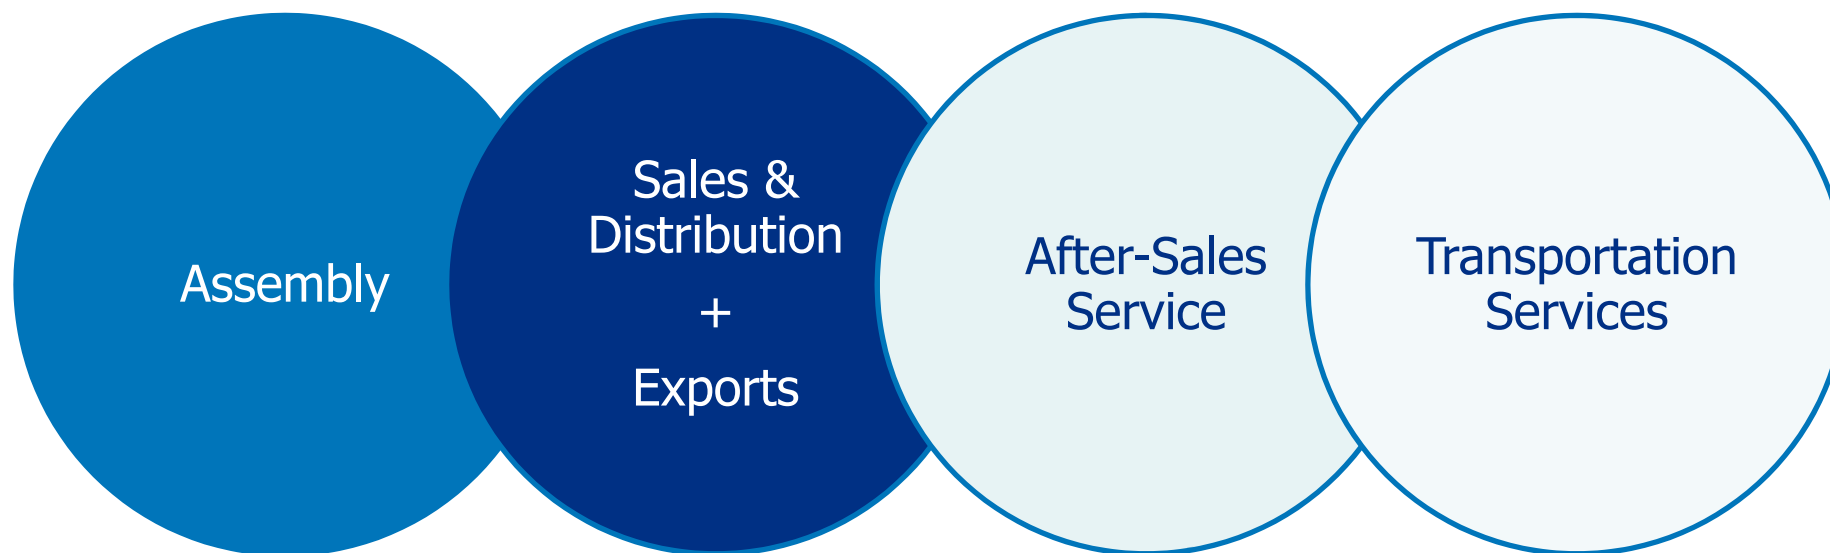 Assembly
Sales &
Distribution
+
Exports
After-Sales
Service
Transportation
Services